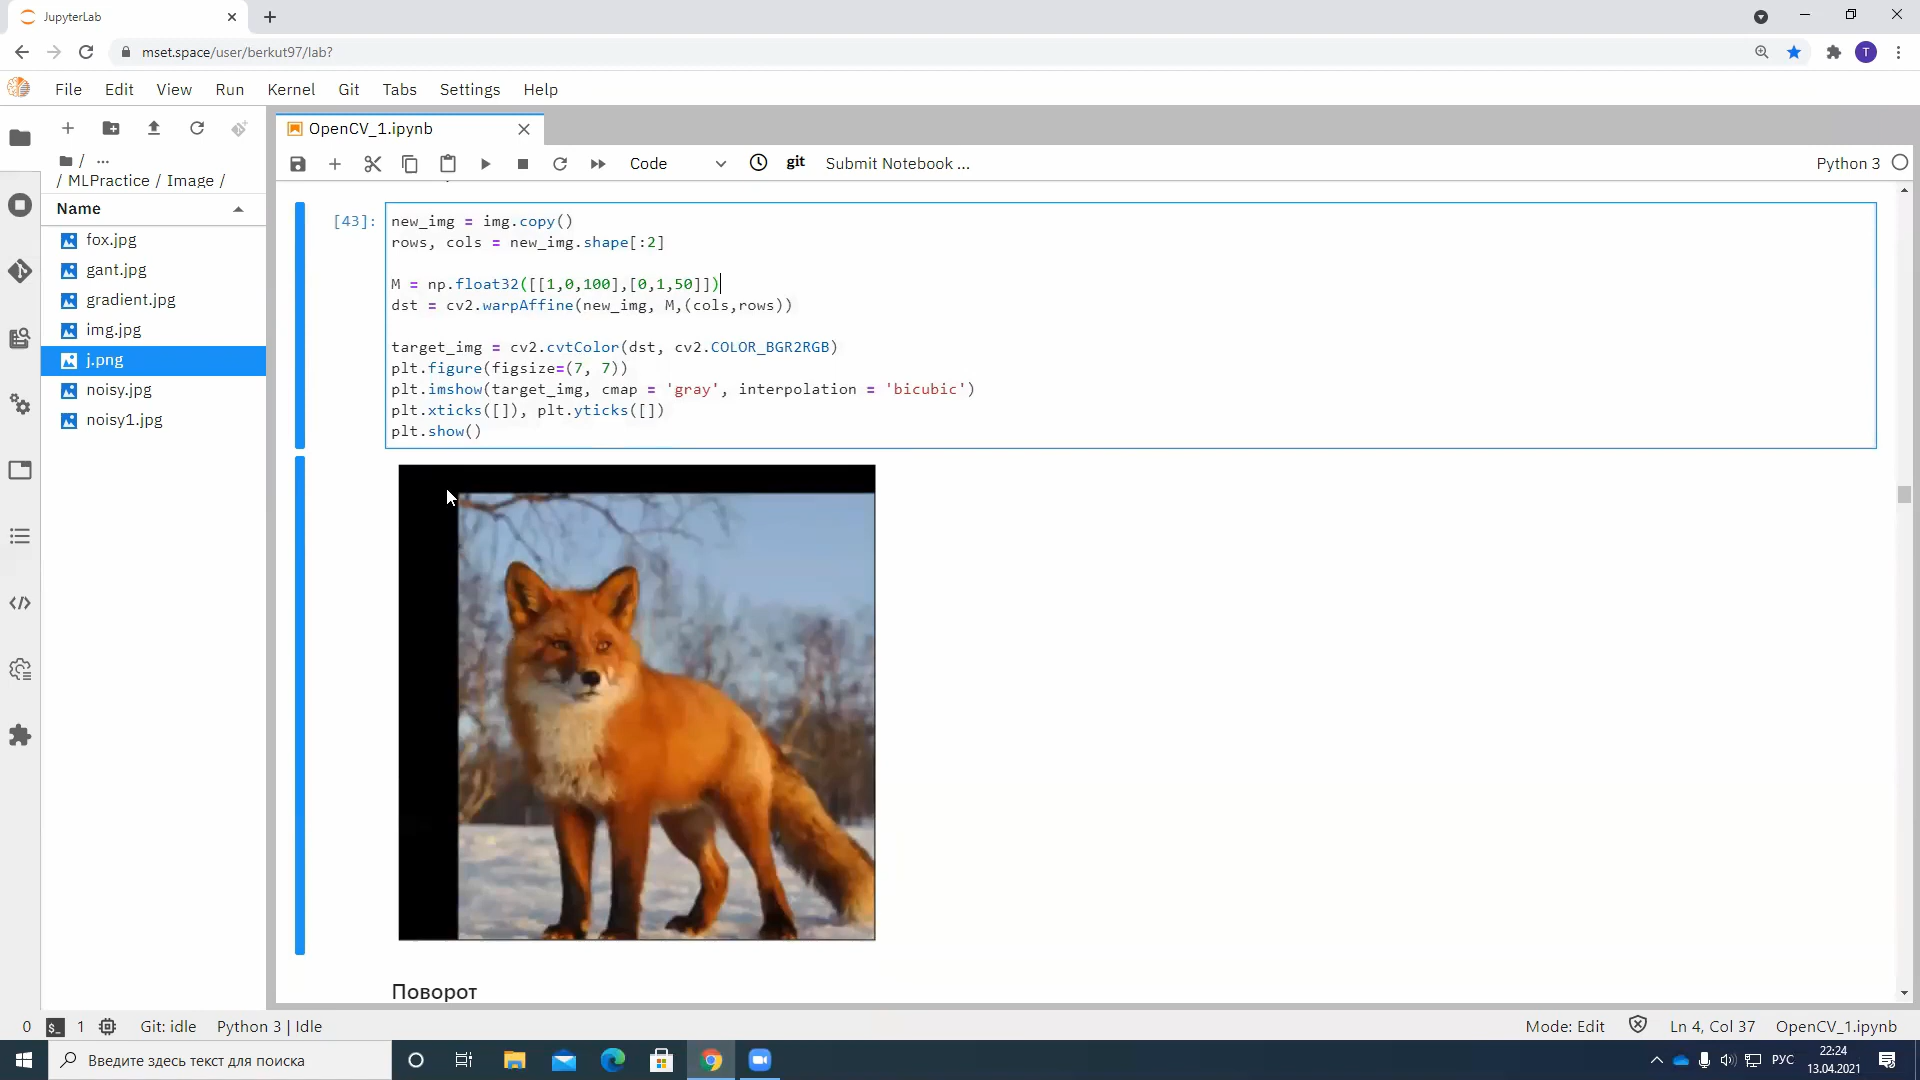 JupyterLab
mset.space/user/berkut97/lab?
T
File Edit View Run Kernel Git Tabs Settings Help
OpenCV_1.ipynb
/ ...
/ MLPractice / Image /
Code
git
Submit Notebook ...
Python 3
Name
fox.jpg
gant.jpg
gradient.jpg
img.jpg
j.png
noisy.jpg
noisy1.jpg
[43]:
new_img = img.copy()
rows, cols = new_img.shape[:2]
M = np.float32([[1,0,100],[0,1,50]])
dst = cv2.warpAffine(new_img, M,(cols,rows))
target_img = cv2.cvtColor(dst, cv2.COLOR_BGR2RGB)
plt.figure(figsize=(7, 7))
plt.imshow(target_img, cmap = 'gray', interpolation = 'bicubic')
plt.xticks([]), plt.yticks([])
plt.show()
Поворот
0 $_ 1 Git: idle Python 3 | Idle
Mode: Edit Ln 4, Col 37 OpenCV_1.ipynb
Введите здесь текст для поиска
РУС
22:24
13.04.2021